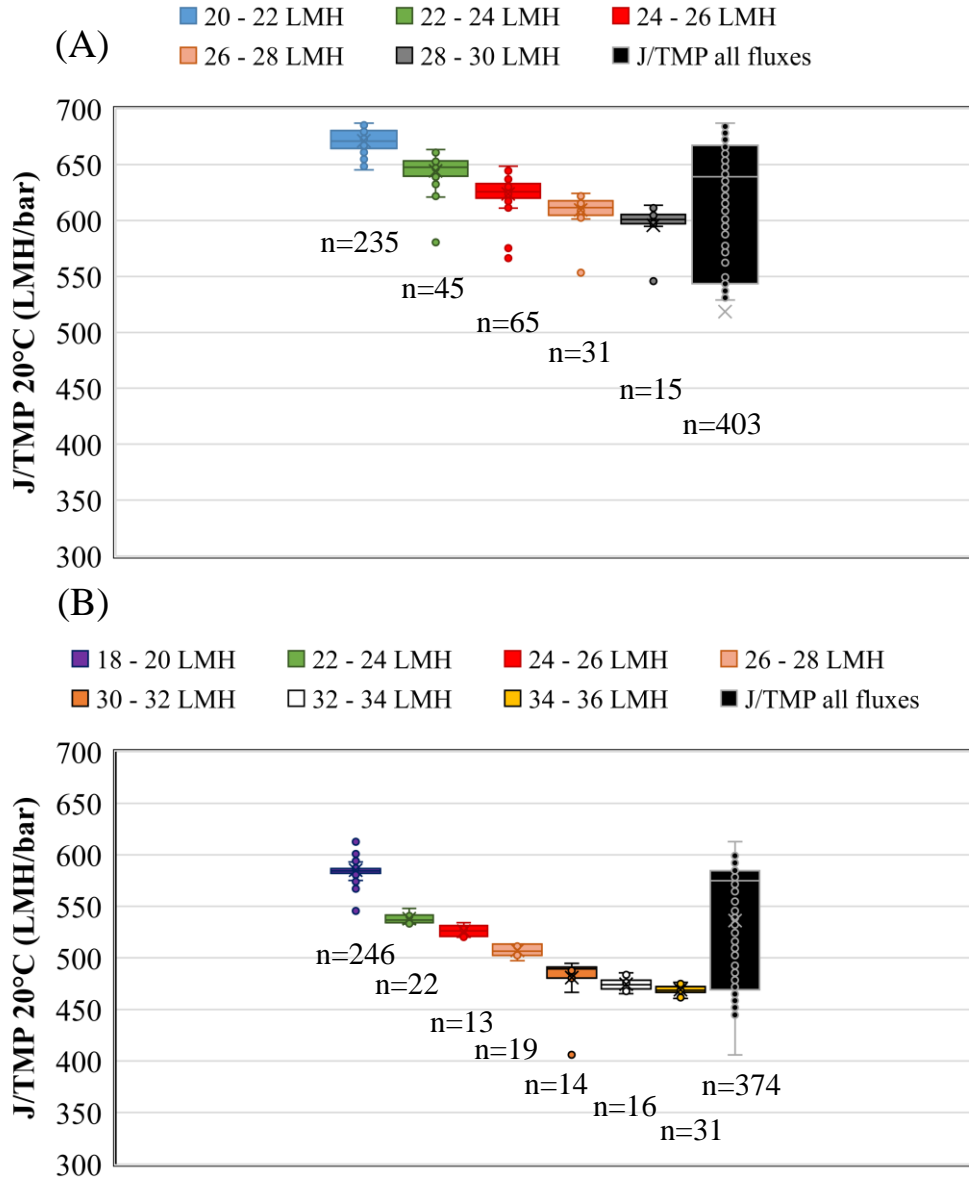 (A)
20 - 22 LMH 22 - 24 LMH 24 - 26 LMH
26 - 28 LMH 28 - 30 LMH J/TMP all fluxes
J/TMP 20°C (LMH/bar)
700
650
600
550
500
450
400
350
300
n=235
n=45
n=65
n=31
n=15
n=403
(B)
18 - 20 LMH 22 - 24 LMH 24 - 26 LMH 26 - 28 LMH
30 - 32 LMH 32 - 34 LMH 34 - 36 LMH J/TMP all fluxes
J/TMP 20°C (LMH/bar)
700
650
600
550
500
450
400
350
300
n=246
n=22
n=13
n=19
n=14
n=16
n=31
n=374